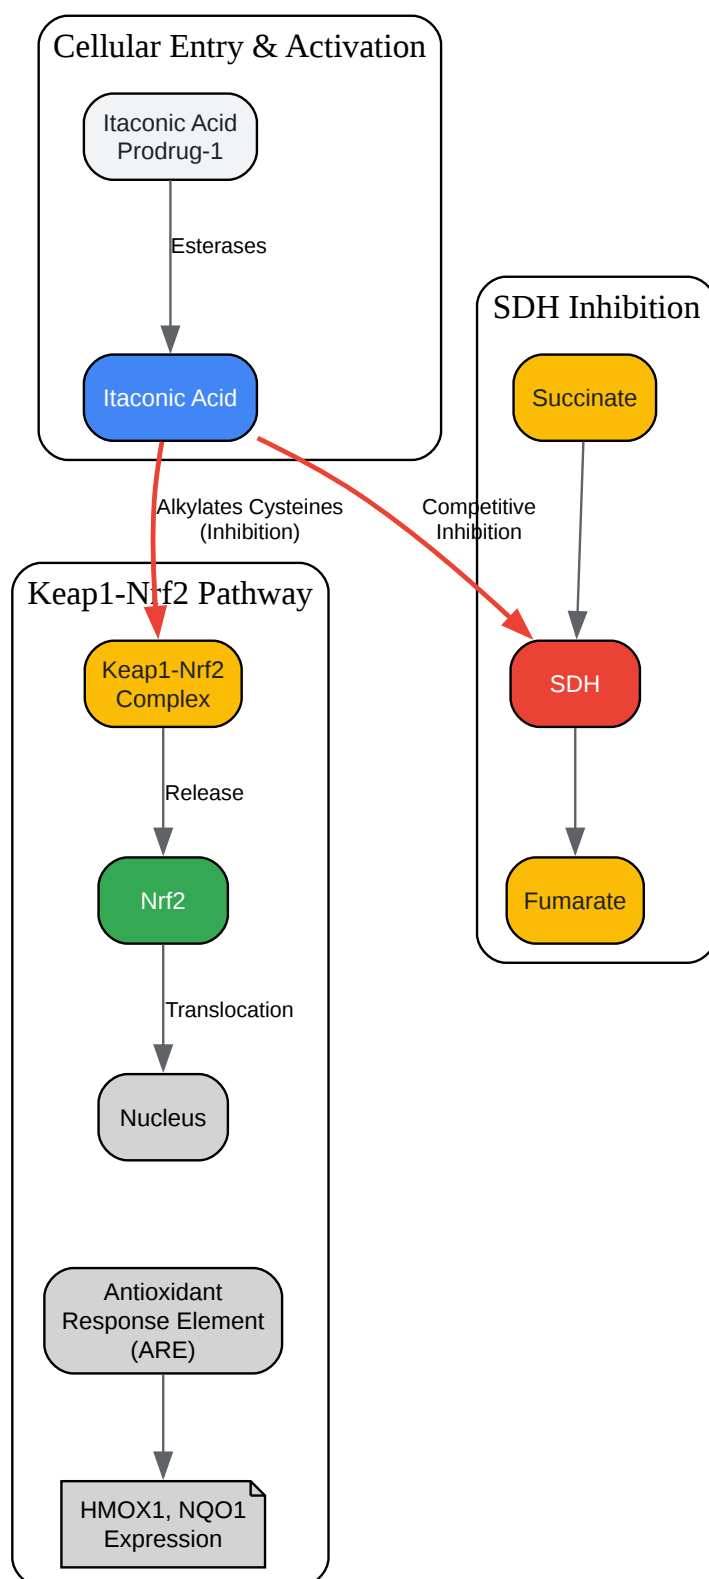 Cellular Entry & Activation
Itaconic Acid
Prodrug-1
Esterases
Itaconic Acid
SDH Inhibition
Succinate
Alkylates Cysteines
(Inhibition)
Competitive
Inhibition
Keap1-Nrf2 Pathway
Keap1-Nrf2
Complex
SDH
Release
Nrf2
Fumarate
Translocation
Nucleus
Antioxidant
Response Element
(ARE)
HMOX1, NQO1
Expression